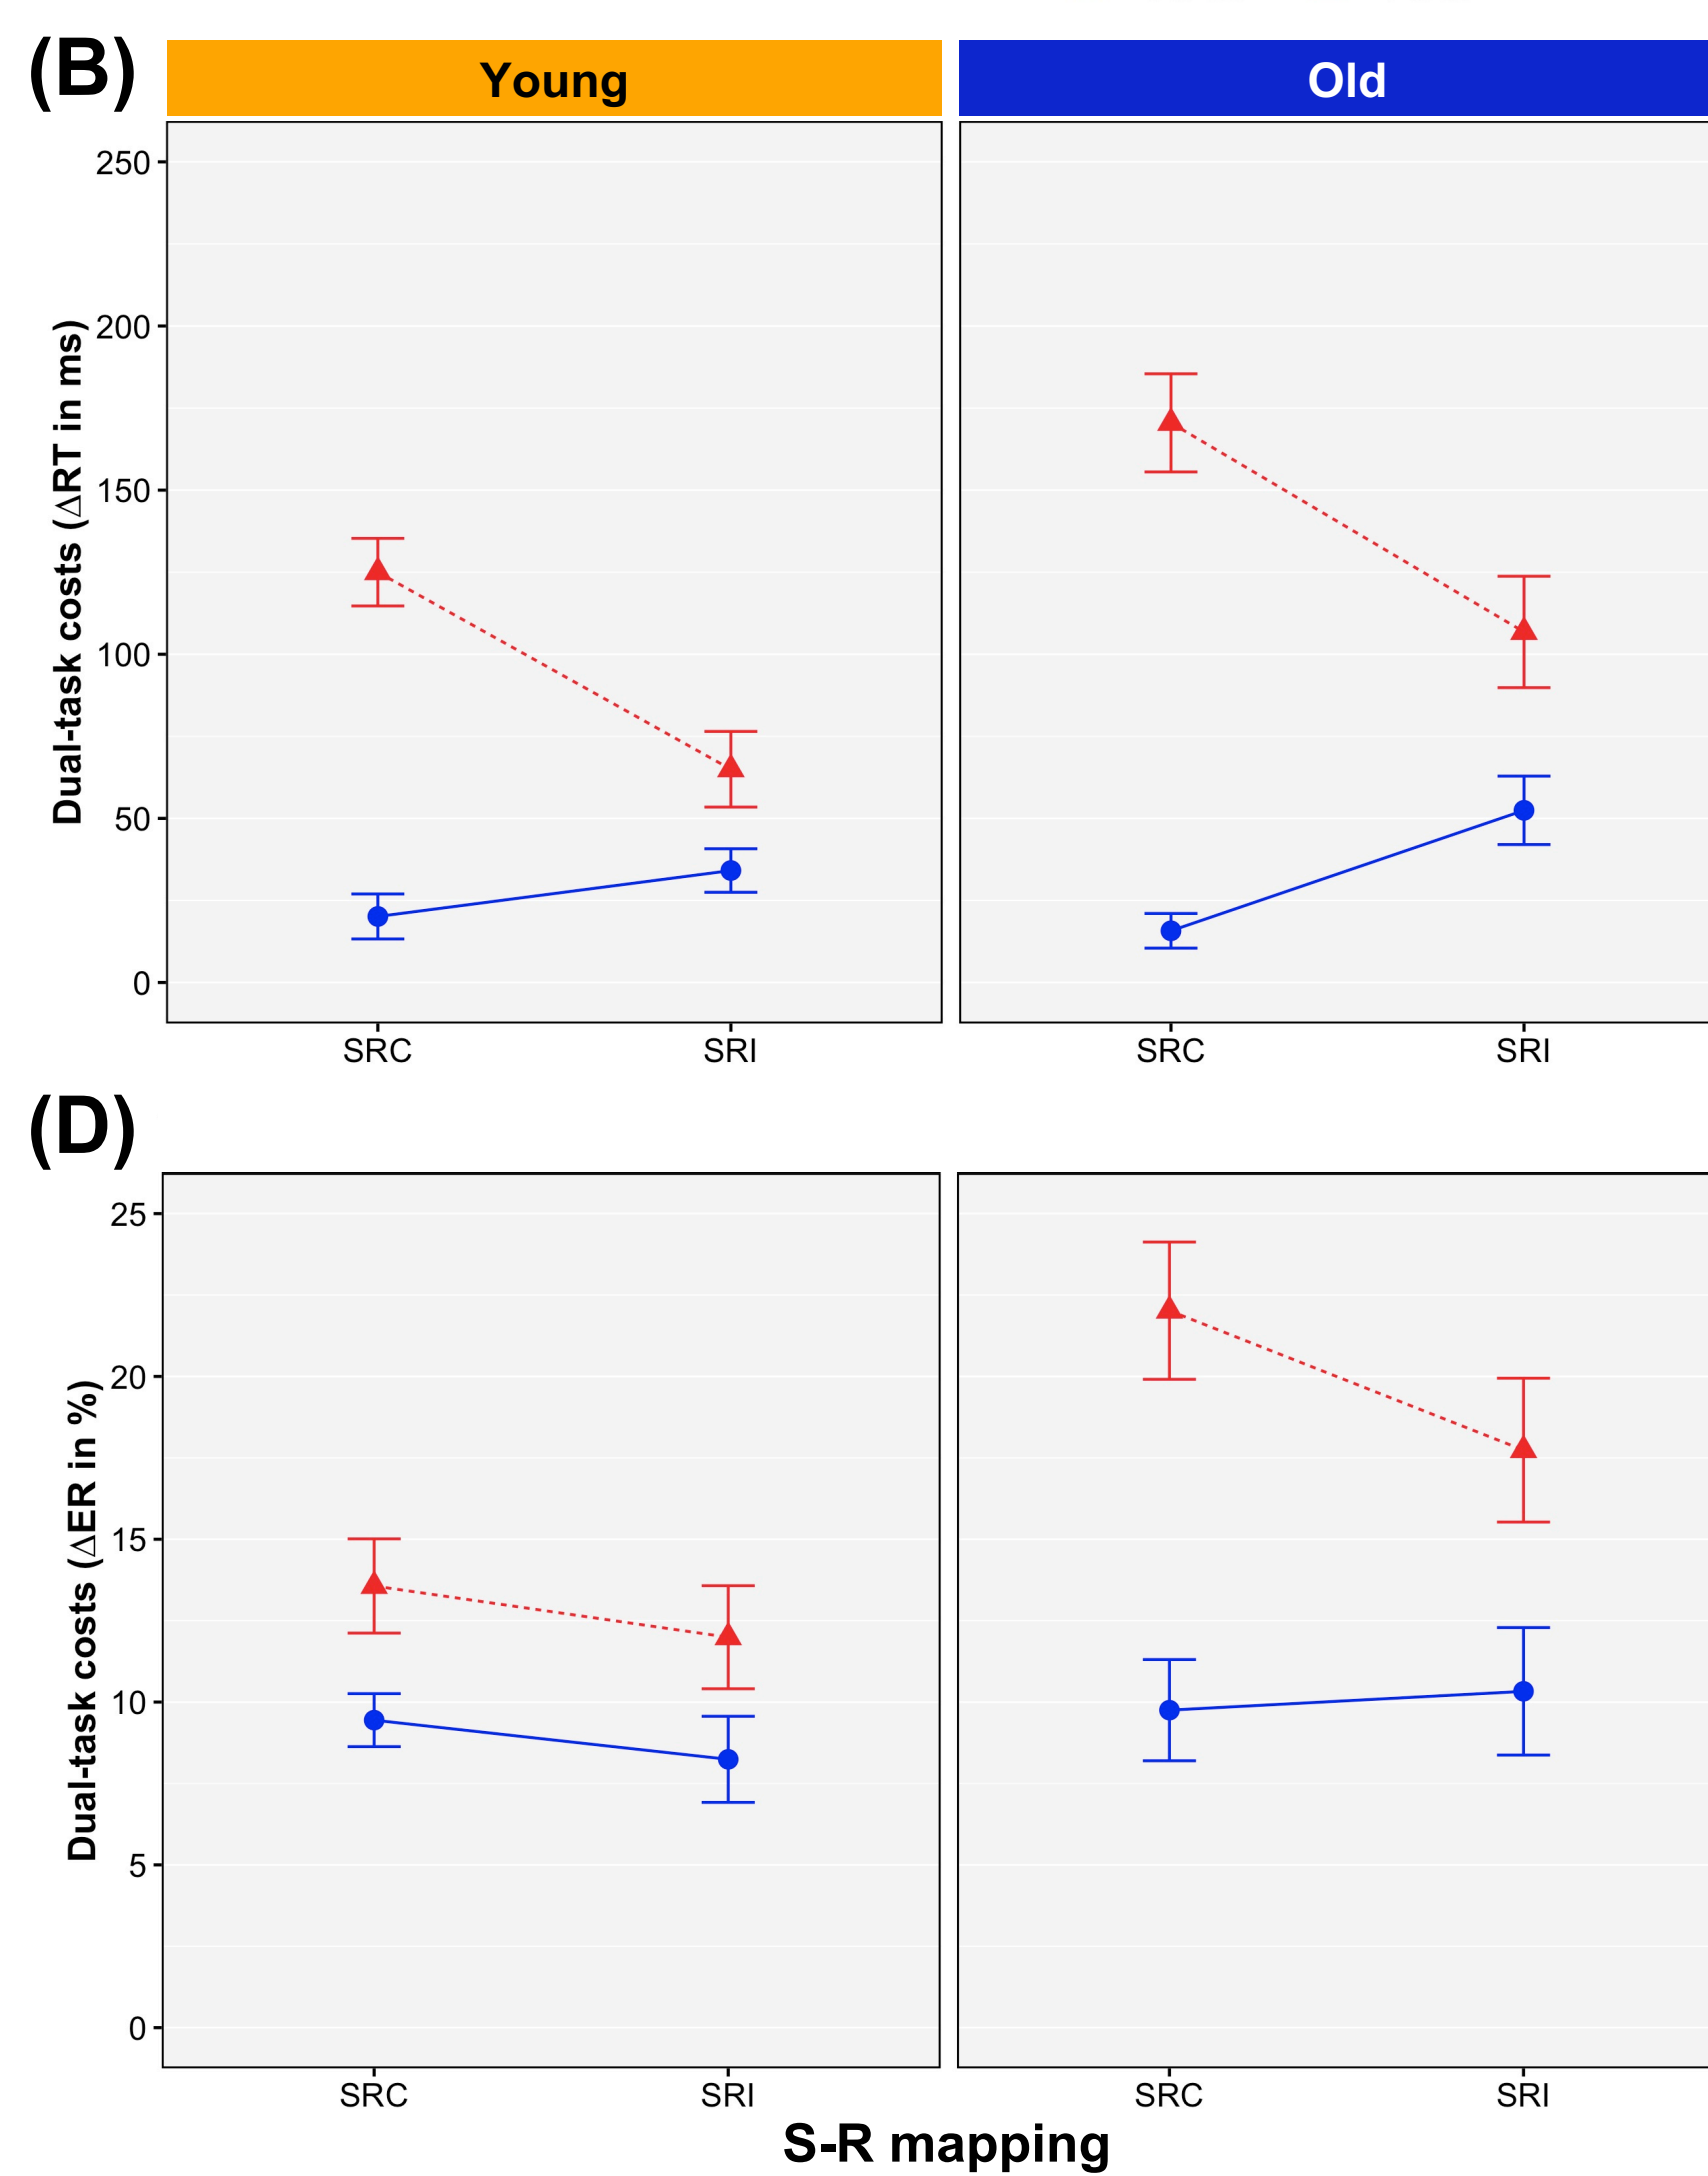 (B)
Young
Old
Dual-task costs (ΔRT in ms)
250
200
150
100
50
0
SRC
SRI
SRC
SRI
(D)
Dual-task costs (ΔER in %)
25
20
15
10
5
0
SRC
SRI
SRC
SRI
S-R mapping